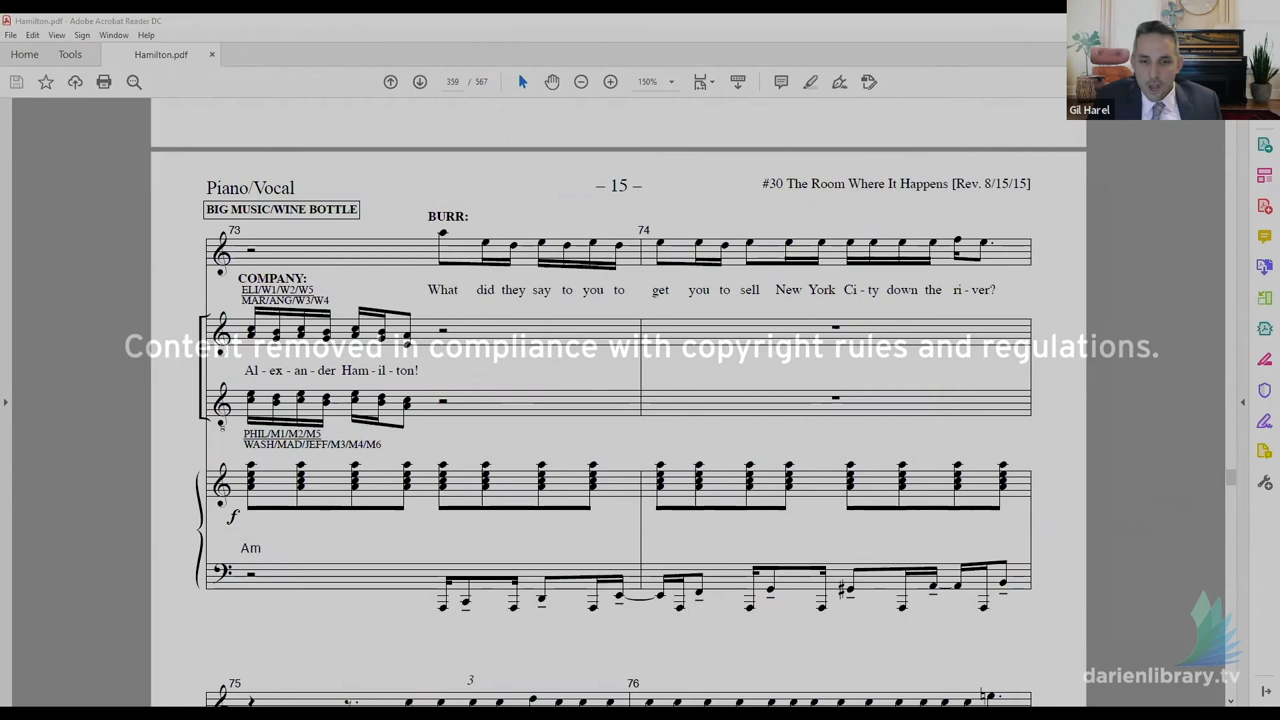 Hamilton.pdf - Adobe Acrobat Reader DC
File Edit View Sign Window Help
Home Tools Hamilton.pdf ×
359 / 567 150%
Gil Harel
Piano/Vocal – 15 – #30 The Room Where It Happens [Rev. 8/15/15]
BIG MUSIC/WINE BOTTLE
BURR:
73 74
COMPANY:
ELI/W1/W2/W5
MAR/ANG/W3/W4
What did they say to you to get you to sell New York Ci - ty down the ri - ver?
Content removed in compliance with copyright rules and regulations.
Al - ex - an - der Ham - il - ton!
PHIL/M1/M2/M5
WASH/MAD/JEFF/M3/M4/M6
f
Am
darienlibrary.tv
75 3 76